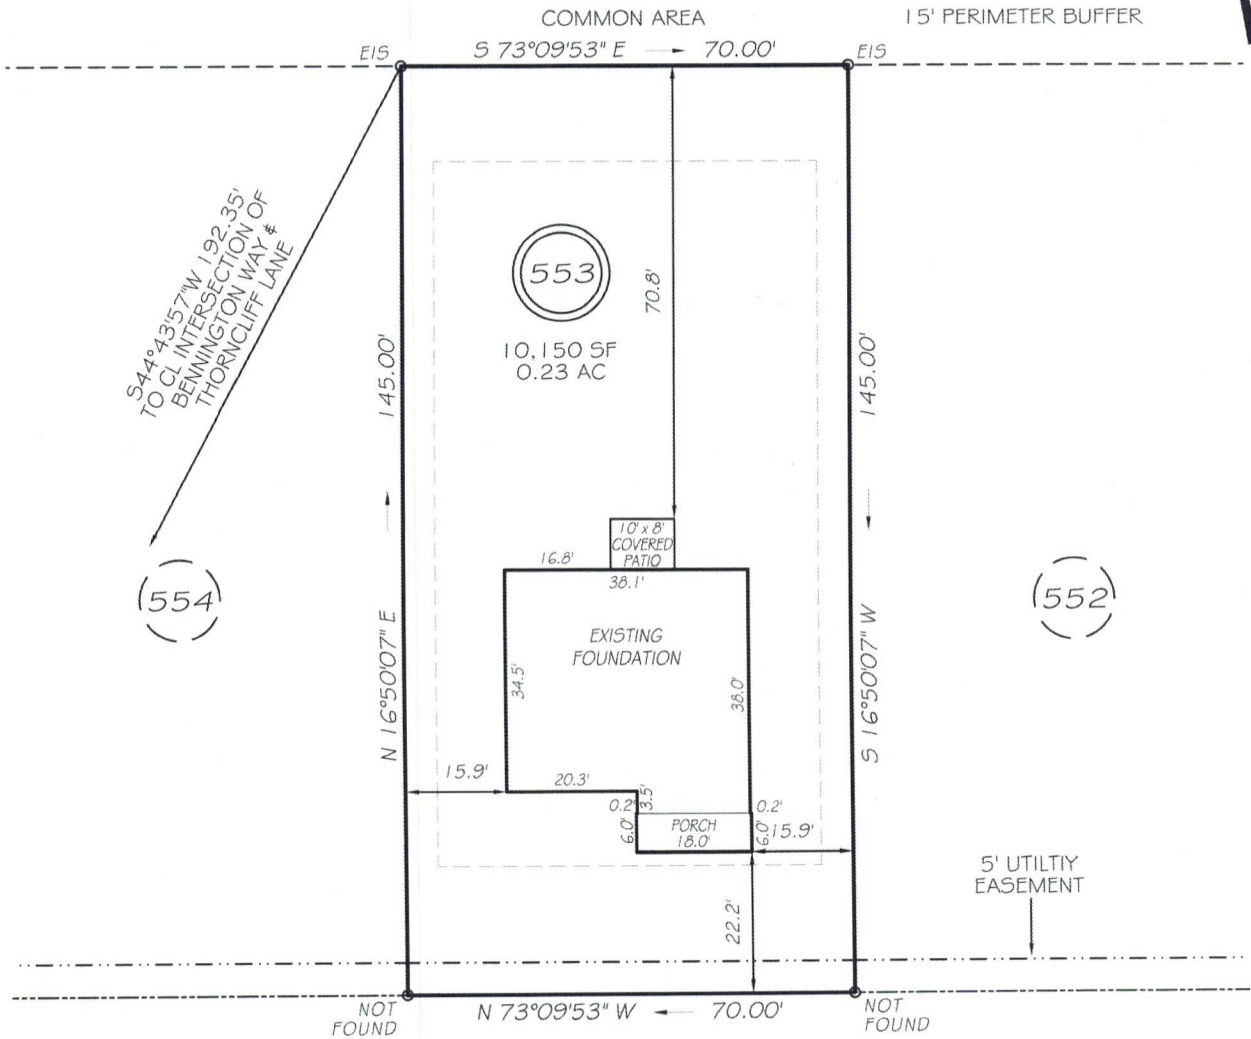 COMMON AREA
15' PERIMETER BUFFER
EIS
S 73°09'53" E 70.00'
EIS
S44°43'57"W 192.35'
TO CL INTERSECTION OF
BENNINGTON WAY &
THORNCLIFF LANE
553
10,150 SF
0.23 AC
70.8'
145.00'
145.00'
10' x 8'
COVERED
PATIO
16.8'
38.1'
554
552
EXISTING
FOUNDATION
34.5'
38.0'
N 16°50'07" E
S 16°50'07" W
15.9'
20.3'
0.2'
3.5'
0.2'
6.0'
PORCH
18.0'
6.0'
15.9'
22.2'
5' UTILTIY
EASEMENT
NOT
FOUND
N 73°09'53" W 70.00'
NOT
FOUND